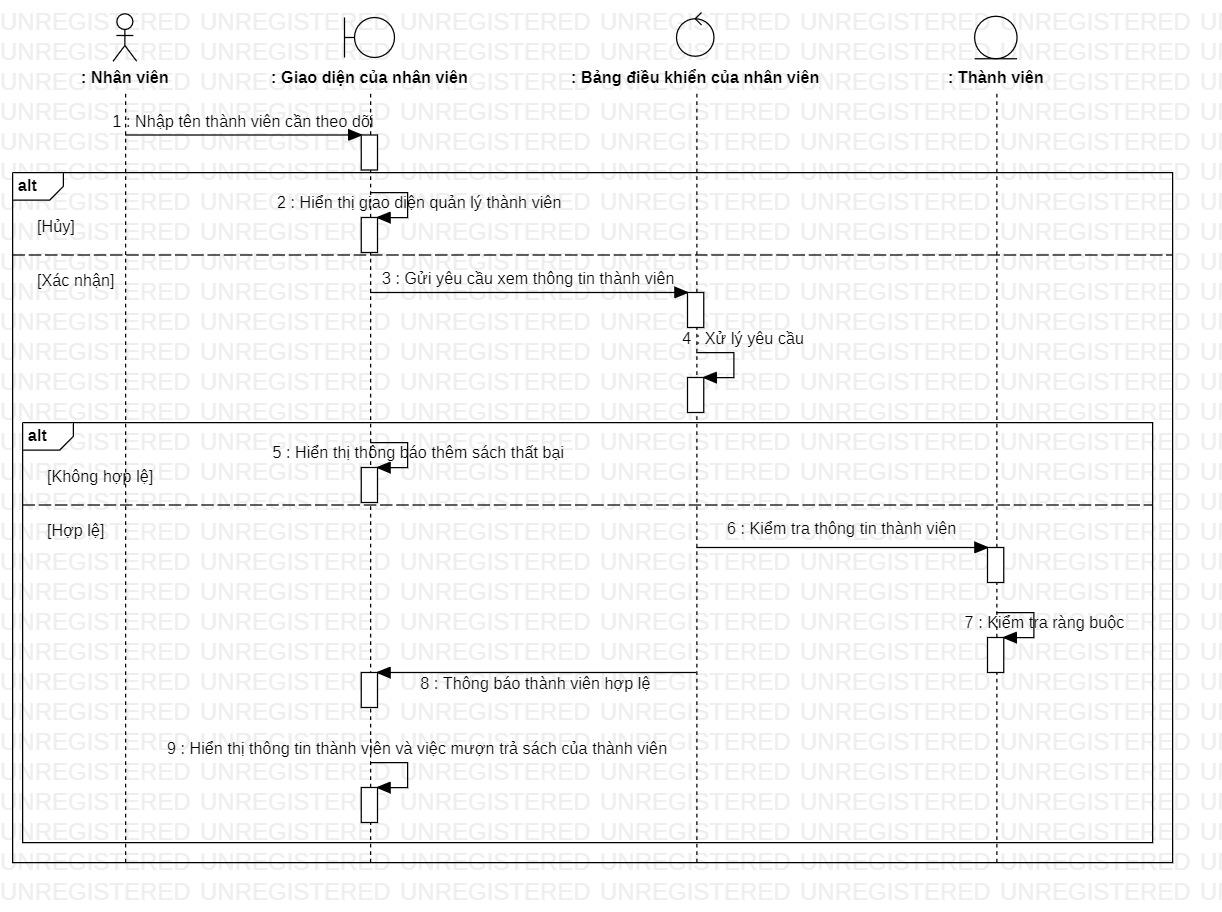 : Nhân viên : Giao diện của nhân viên : Bảng điều khiển của nhân viên : Thành viên
1 : Nhập tên thành viên cần theo dõi
alt
2 : Hiển thị giao diện quản lý thành viên
[Hủy]
[Xác nhận]
3 : Gửi yêu cầu xem thông tin thành viên
4 : Xử lý yêu cầu
alt
5 : Hiển thị thông báo thêm sách thất bại
[Không hợp lệ]
[Hợp lệ]
6 : Kiểm tra thông tin thành viên
7 : Kiểm tra ràng buộc
8 : Thông báo thành viên hợp lệ
9 : Hiển thị thông tin thành viên và việc mượn trả sách của thành viên
UNREGISTERED